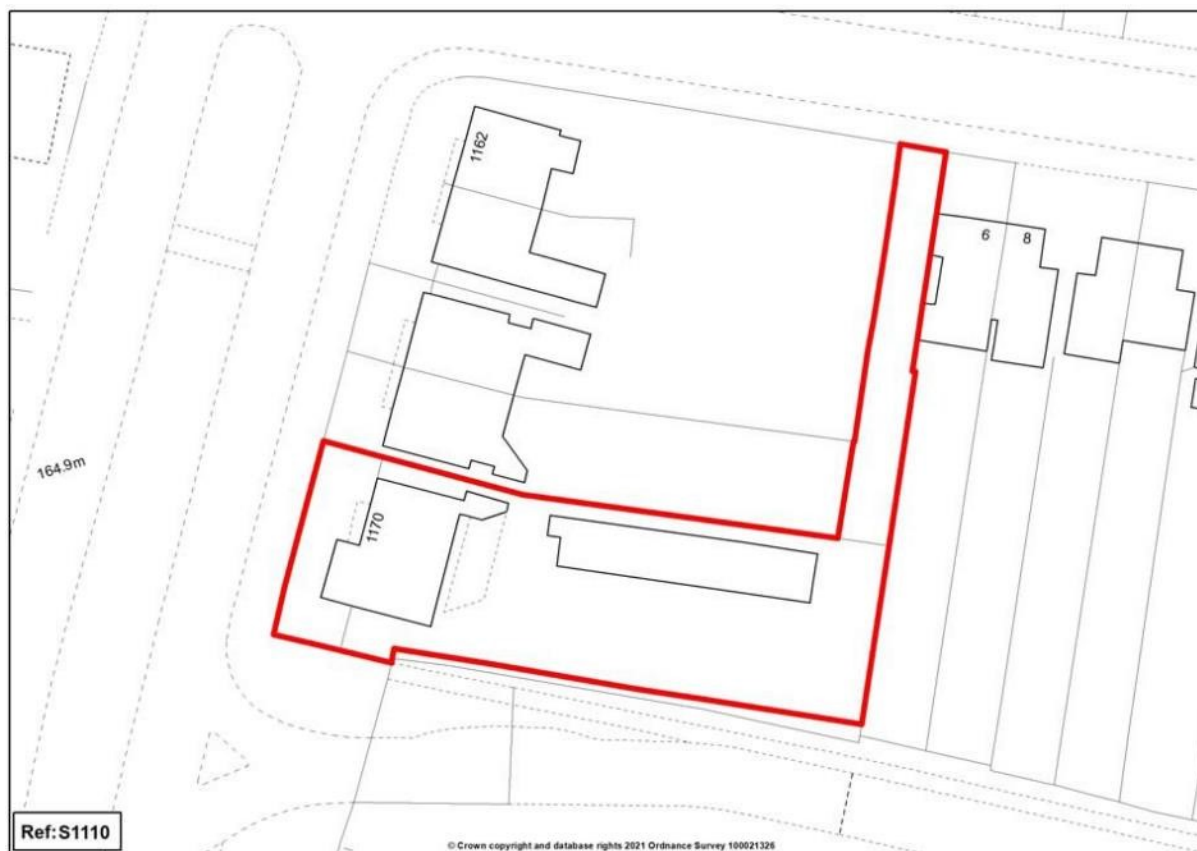 1162
6
8
164.9m
1170
Ref: S1110
© Crown copyright and database rights 2021 Ordnance Survey 100021326